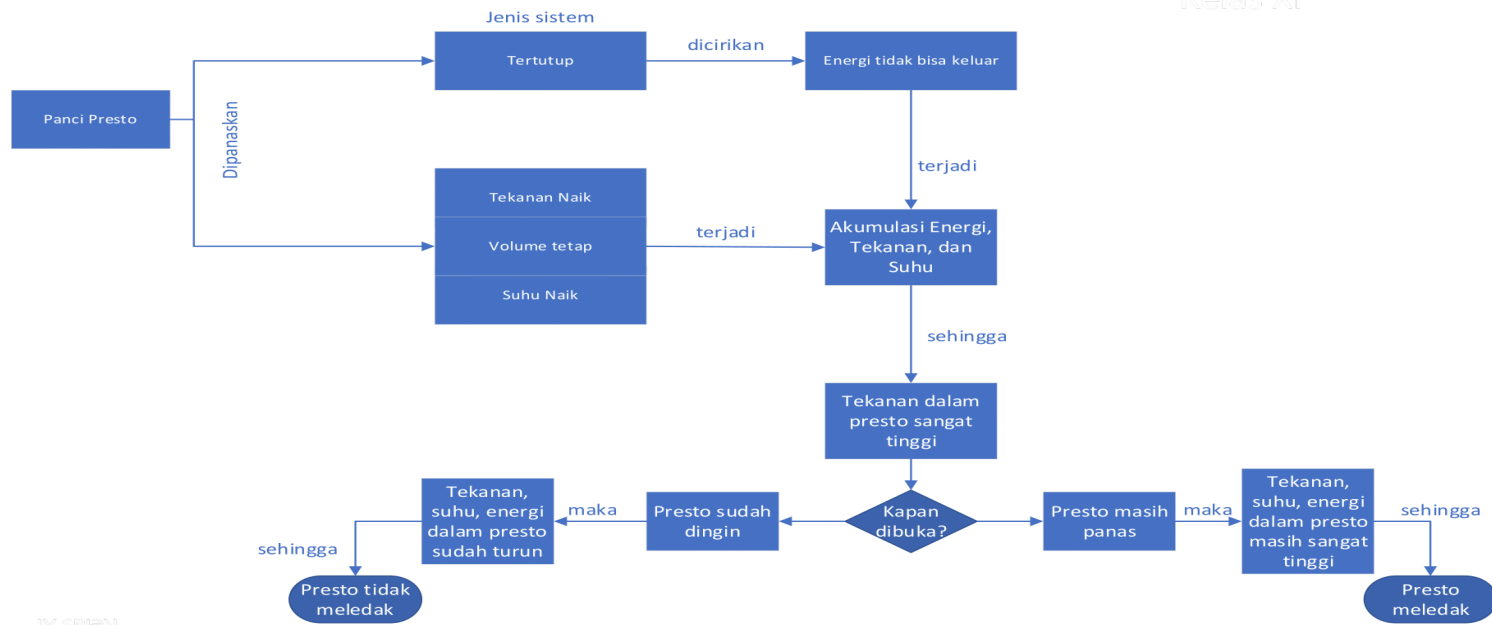 Kelas XI
Jenis sistem
Tertutup
dicirikan
Energi tidak bisa keluar
Panci Presto
Dipanaskan
terjadi
Tekanan Naik
Volume tetap
Suhu Naik
terjadi
Akumulasi Energi,
Tekanan, dan
Suhu
sehingga
Tekanan dalam
presto sangat
tinggi
Kapan
dibuka?
Presto sudah
dingin
maka
Tekanan,
suhu, energi
dalam presto
sudah turun
sehingga
Presto tidak
meledak
Presto masih
panas
maka
Tekanan,
suhu, energi
dalam presto
masih sangat
tinggi
sehingga
Presto
meledak